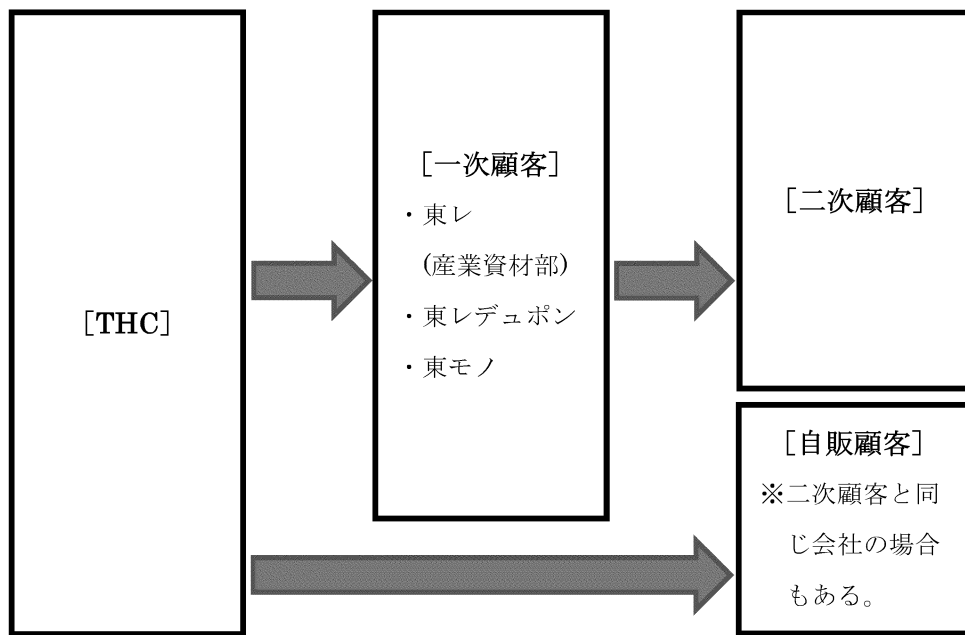 [THC]
[一次顧客]
・東レ
(産業資材部)
・東レデュポン
・東モノ
[二次顧客]
[自販顧客]
※二次顧客と同
じ会社の場合
もある。